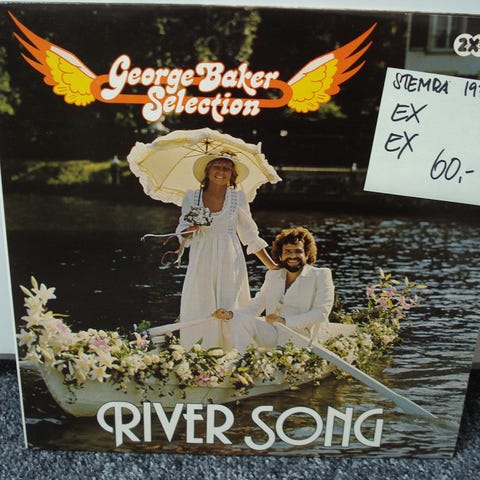 George Baker
Selection
2X
STEMRA 19
EX
EX
60,-
RIVER SONG